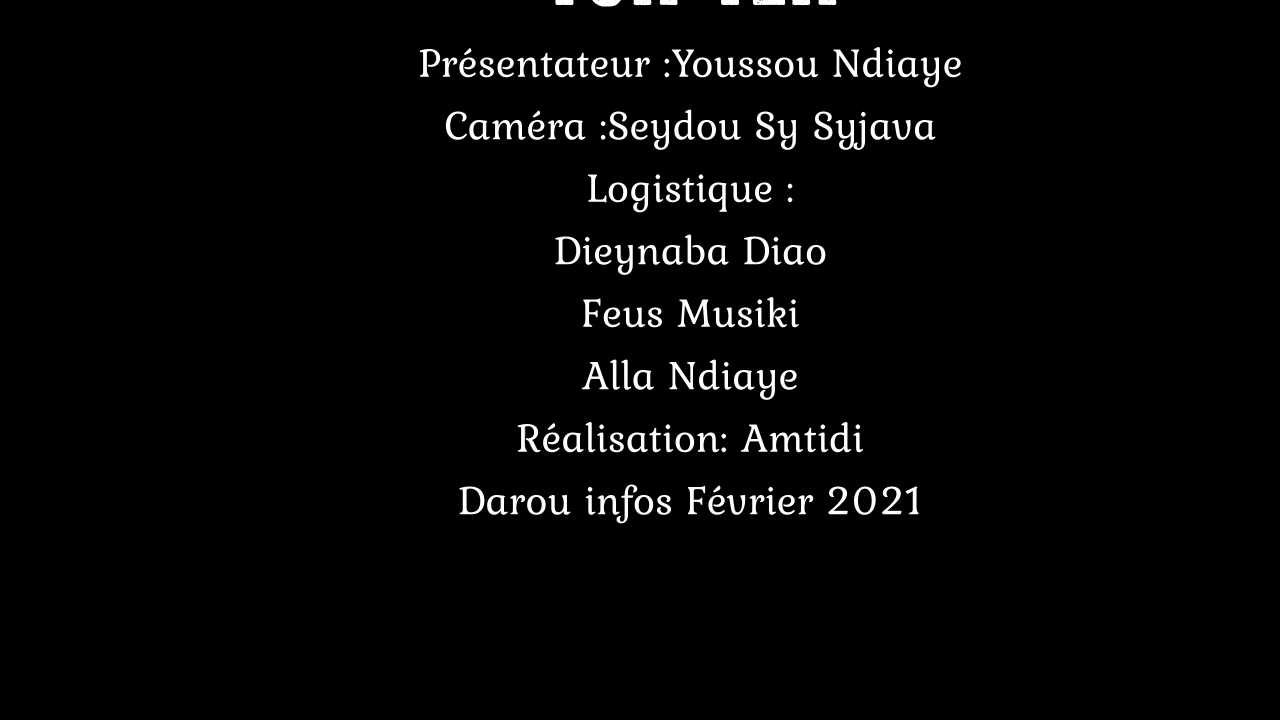 Présentateur :Youssou Ndiaye
Caméra :Seydou Sy Syjava
Logistique :
Dieynaba Diao
Feus Musiki
Alla Ndiaye
Réalisation: Amtidi
Darou infos Février 2021